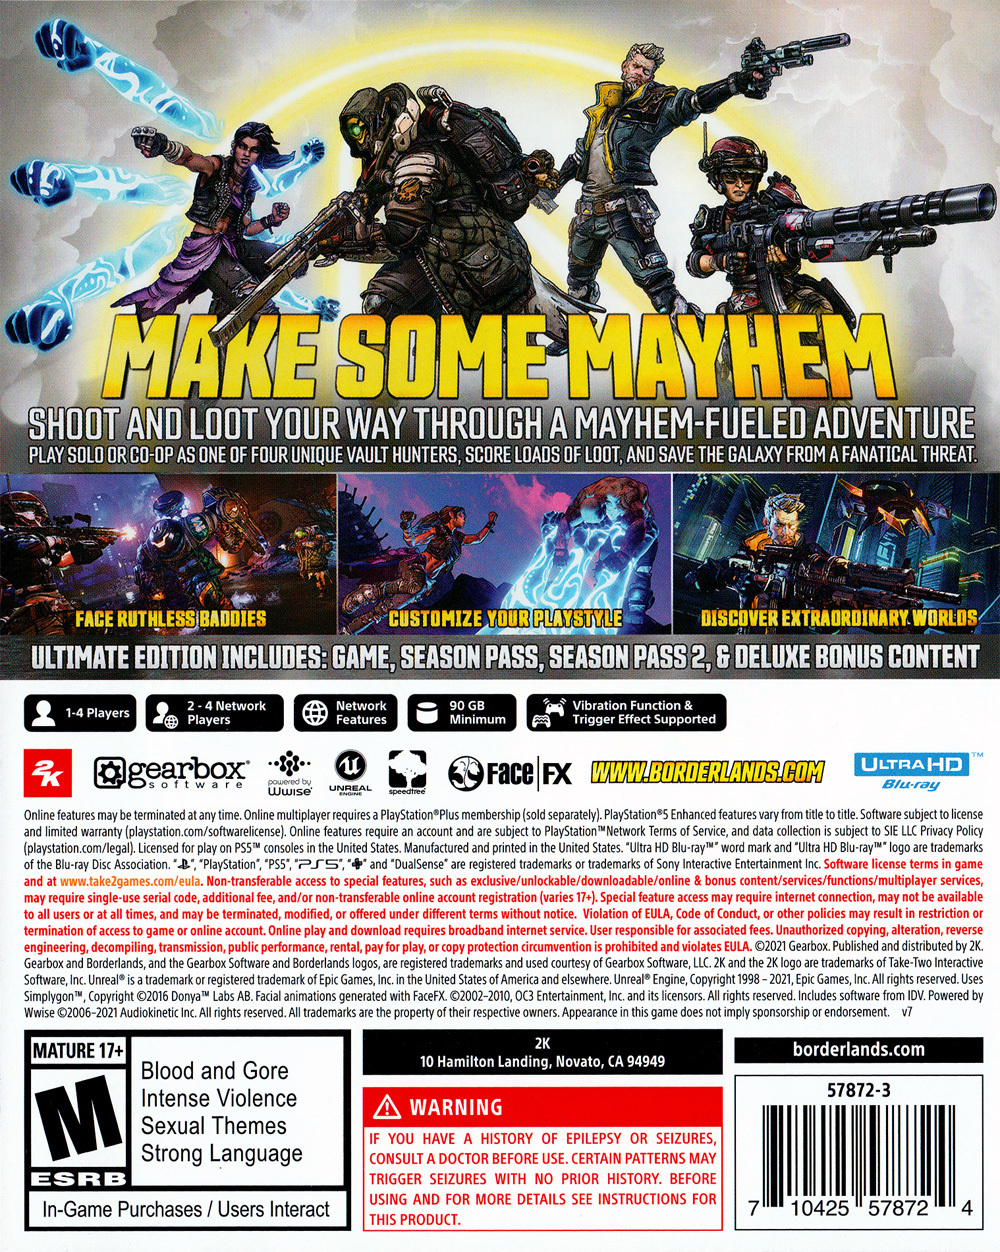 MAKE SOME MAYHEM
SHOOT AND LOOT YOUR WAY THROUGH A MAYHEM-FUELED ADVENTURE
PLAY SOLO OR CO-OP AS ONE OF FOUR UNIQUE VAULT HUNTERS, SCORE LOADS OF LOOT, AND SAVE THE GALAXY FROM A FANATICAL THREAT.
FACE RUTHLESS BADDIES
CUSTOMIZE YOUR PLAYSTYLE
DISCOVER EXTRAORDINARY WORLDS
ULTIMATE EDITION INCLUDES: GAME, SEASON PASS, SEASON PASS 2, & DELUXE BONUS CONTENT
1-4 Players
2 - 4 Network
Players
Network
Features
90 GB
Minimum
Vibration Function &
Trigger Effect Supported
2K
gearbox®
software
powered by
Wwise®
UNREAL
ENGINE
speedtree®
Face FX
WWW.BORDERLANDS.COM
ULTRA HD™
Blu-ray
Online features may be terminated at any time. Online multiplayer requires a PlayStation®Plus membership (sold separately). PlayStation®5 Enhanced features vary from title to title. Software subject to license
and limited warranty (playstation.com/softwarelicense). Online features require an account and are subject to PlayStation™Network Terms of Service, and data collection is subject to SIE LLC Privacy Policy
(playstation.com/legal). Licensed for play on PS5™ consoles in the United States. Manufactured and printed in the United States. “Ultra HD Blu-ray™” word mark and “Ultra HD Blu-ray” logo are trademarks
of the Blu-ray Disc Association. “ ”, “PlayStation”, “PS5”, “PS5”, “ ” and “DualSense” are registered trademarks or trademarks of Sony Interactive Entertainment Inc. Software license terms in game
and at www.take2games.com/eula. Non-transferable access to special features, such as exclusive/unlockable/downloadable/online & bonus content/services/functions/multiplayer services,
may require single-use serial code, additional fee, and/or non-transferable online account registration (varies 17+). Special feature access may require internet connection, may not be available
to all users or at all times, and may be terminated, modified, or offered under different terms without notice. Violation of EULA, Code of Conduct, or other policies may result in restriction or
termination of access to game or online account. Online play and download requires broadband internet service. User responsible for associated fees. Unauthorized copying, alteration, reverse
engineering, decompiling, transmission, public performance, rental, pay for play, or copy protection circumvention is prohibited and violates EULA. ©2021 Gearbox. Published and distributed by 2K.
Gearbox and Borderlands, and the Gearbox Software and Borderlands logos, are registered trademarks and used courtesy of Gearbox Software, LLC. 2K and the 2K logo are trademarks of Take-Two Interactive
Software, Inc. Unreal® is a trademark or registered trademark of Epic Games, Inc. in the United States of America and elsewhere. Unreal® Engine, Copyright 1998 – 2021, Epic Games, Inc. All rights reserved. Uses
Simplygon™, Copyright ©2016 Donya™ Labs AB. Facial animations generated with FaceFX. ©2002-2010, OC3 Entertainment, Inc. and its licensors. All rights reserved. Includes software from IDV. Powered by
Wwise ©2006–2021 Audiokinetic Inc. All rights reserved. All trademarks are the property of their respective owners. Appearance in this game does not imply sponsorship or endorsement. v7
MATURE 17+
M
ESRB
Blood and Gore
Intense Violence
Sexual Themes
Strong Language
In-Game Purchases / Users Interact
2K
10 Hamilton Landing, Novato, CA 94949
WARNING
IF YOU HAVE A HISTORY OF EPILEPSY OR SEIZURES,
CONSULT A DOCTOR BEFORE USE. CERTAIN PATTERNS MAY
TRIGGER SEIZURES WITH NO PRIOR HISTORY. BEFORE
USING AND FOR MORE DETAILS SEE INSTRUCTIONS FOR
THIS PRODUCT.
borderlands.com
57872-3
7 10425 57872 4